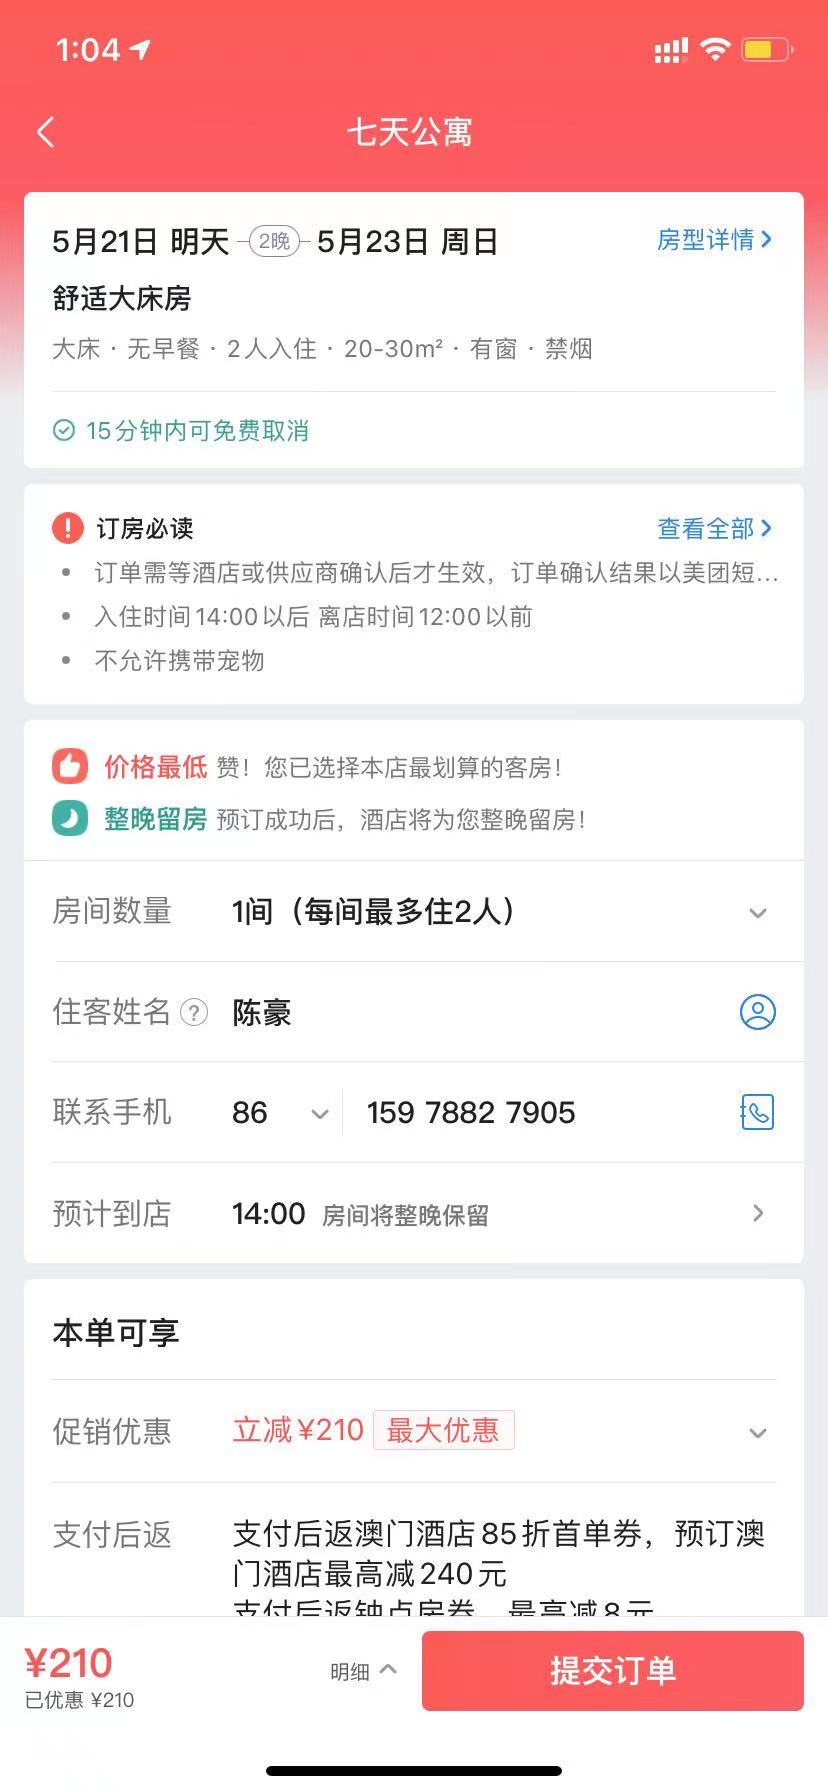 1:04
七天公寓
5月21日 明天 2晚 5月23日 周日 房型详情
舒适大床房
大床 · 无早餐 · 2人入住 · 20-30m² · 有窗 · 禁烟
15分钟内可免费取消
订房必读 查看全部
• 订单需等酒店或供应商确认后才生效，订单确认结果以美团短...
• 入住时间14:00以后 离店时间12:00以前
• 不允许携带宠物
价格最低 赞！您已选择本店最划算的客房！
整晚留房 预订成功后，酒店将为您整晚留房！
房间数量 1间（每间最多住2人）
住客姓名 ? 陈豪
联系手机 86 159 7882 7905
预计到店 14:00 房间将整晚保留
本单可享
促销优惠 立减¥210 最大优惠
支付后返 支付后返澳门酒店85折首单券，预订澳
门酒店最高减240元
支付后返钟点房券，最高减8元
¥210 明细 提交订单
已优惠 ¥210